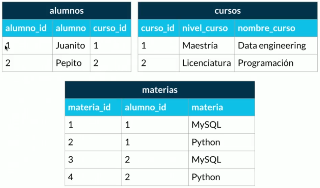 alumnos
alumno_id alumno curso_id
1 Juanito 1
2 Pepito 2
cursos
curso_id nivel_curso nombre_curso
1 Maestría Data engineering
2 Licenciatura Programación
materias
materia_id alumno_id materia
1 1 MySQL
2 1 Python
3 2 MySQL
4 2 Python